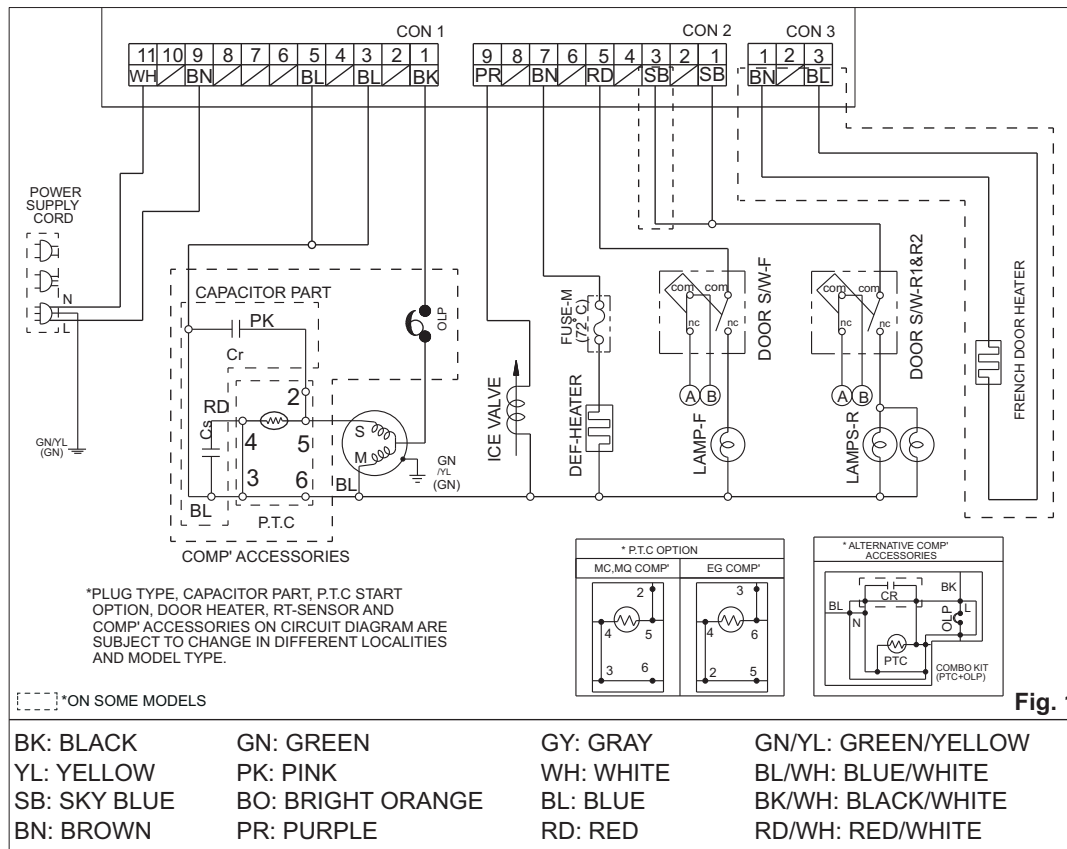 CON 1
CON 2
CON 3
11 10 9 8 7 6 5 4 3 2 1
WH BN BL BL BK
9 8 7 6 5 4 3 2 1
PR BN RD SB SB
1 2 3
BN BL
POWER
SUPPLY
CORD
N
L
GN/YL
(GN)
CAPACITOR PART
PK
Cr
RD
Cs
2
4
5
3
6
BL
P.T.C
COMP' ACCESSORIES
6
OLP
S
M
BL
GN
/YL
(GN)
ICE VALVE
FUSE-M
(72°C)
DEF-HEATER
com
com
nc
nc
DOOR S/W-F
A B
LAMP-F
com
com
nc
nc
DOOR S/W-R1&R2
A B
LAMPS-R
FRENCH DOOR HEATER
*PLUG TYPE, CAPACITOR PART, P.T.C START
OPTION, DOOR HEATER, RT-SENSOR AND
COMP' ACCESSORIES ON CIRCUIT DIAGRAM ARE
SUBJECT TO CHANGE IN DIFFERENT LOCALITIES
AND MODEL TYPE.
* P.T.C OPTION
MC,MQ COMP'
EG COMP'
2
4
5
3
6
3
4
6
2
5
* ALTERNATIVE COMP'
ACCESSORIES
BK
CR
BL
N
L
OLP
PTC
COMBO KIT
(PTC+OLP)
*ON SOME MODELS
Fig. 1
BK: BLACK GN: GREEN GY: GRAY GN/YL: GREEN/YELLOW
YL: YELLOW PK: PINK WH: WHITE BL/WH: BLUE/WHITE
SB: SKY BLUE BO: BRIGHT ORANGE BL: BLUE BK/WH: BLACK/WHITE
BN: BROWN PR: PURPLE RD: RED RD/WH: RED/WHITE